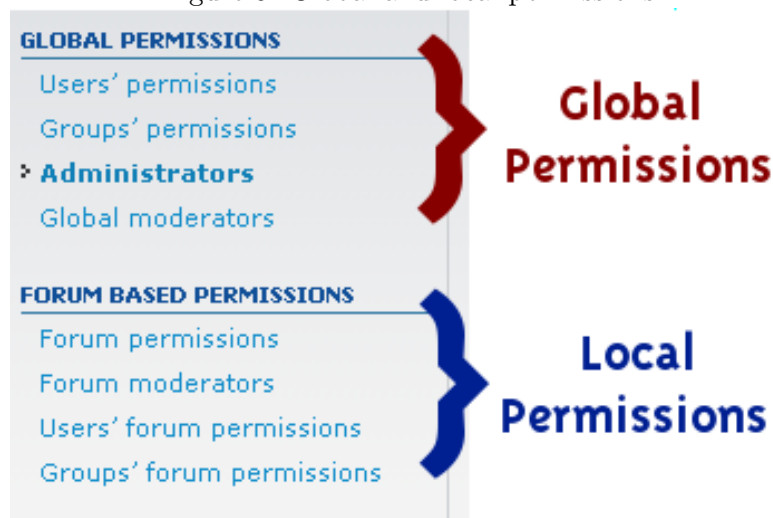 GLOBAL PERMISSIONS
Users' permissions
Groups' permissions
Administrators
Global moderators
Global
Permissions
FORUM BASED PERMISSIONS
Forum permissions
Forum moderators
Users' forum permissions
Groups' forum permissions
Local
Permissions